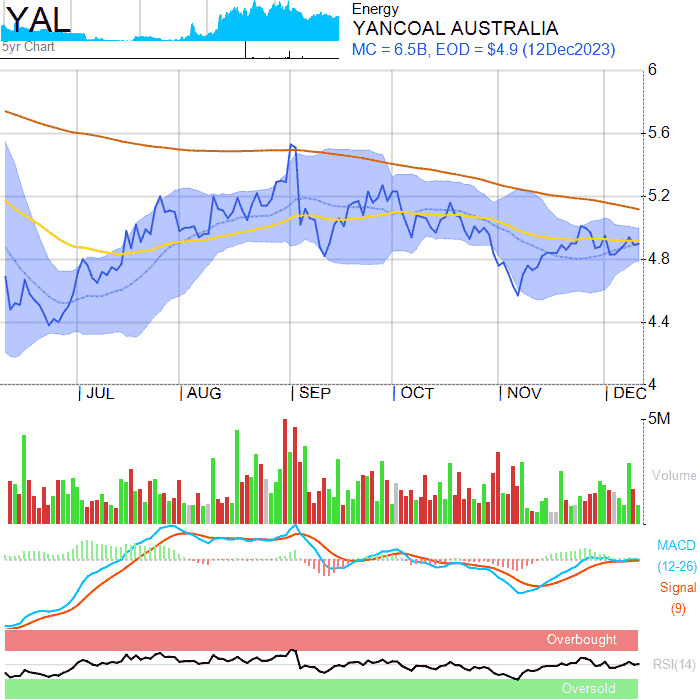 YAL
5yr Chart
Energy
YANCOAL AUSTRALIA
MC = 6.5B, EOD = $4.9 (12Dec2023)
6
5.6
5.2
4.8
4.4
4
JUL AUG SEP OCT NOV DEC
5M
Volume
MACD
(12-26)
Signal
(9)
Overbought
RSI(14)
Oversold